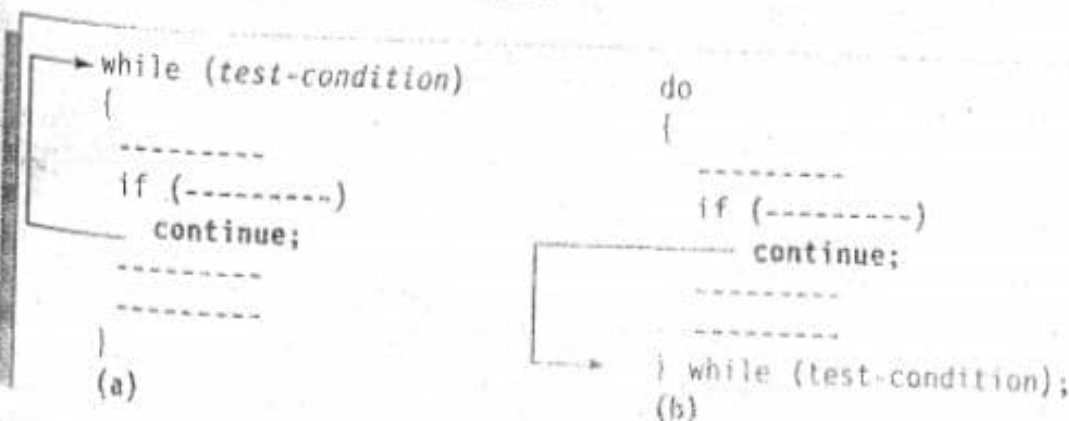 while (test-condition)
{
---------
if (---------)
continue;
---------
---------
}
(a)
do
{
---------
if (---------)
continue;
---------
---------
} while (test-condition);
(b)